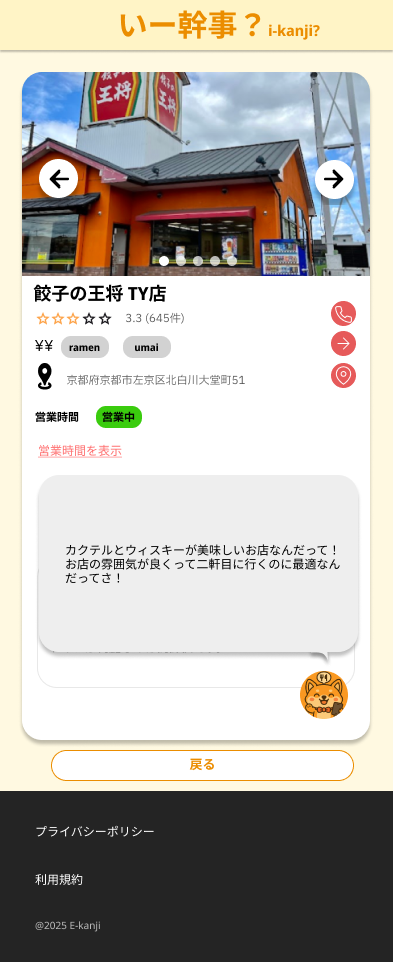 いー幹事？ i-kanji?
餃子の王将
王将
餃子の王将 TY店
3.3 (645件)
¥¥ ramen umai
京都府京都市左京区北白川大堂町51
営業時間 営業中
営業時間を表示
カクテルとウィスキーが美味しいお店なんだって！
お店の雰囲気が良くって二軒目に行くのに最適なん
だってさ！
戻る
プライバシーポリシー
利用規約
@2025 E-kanji